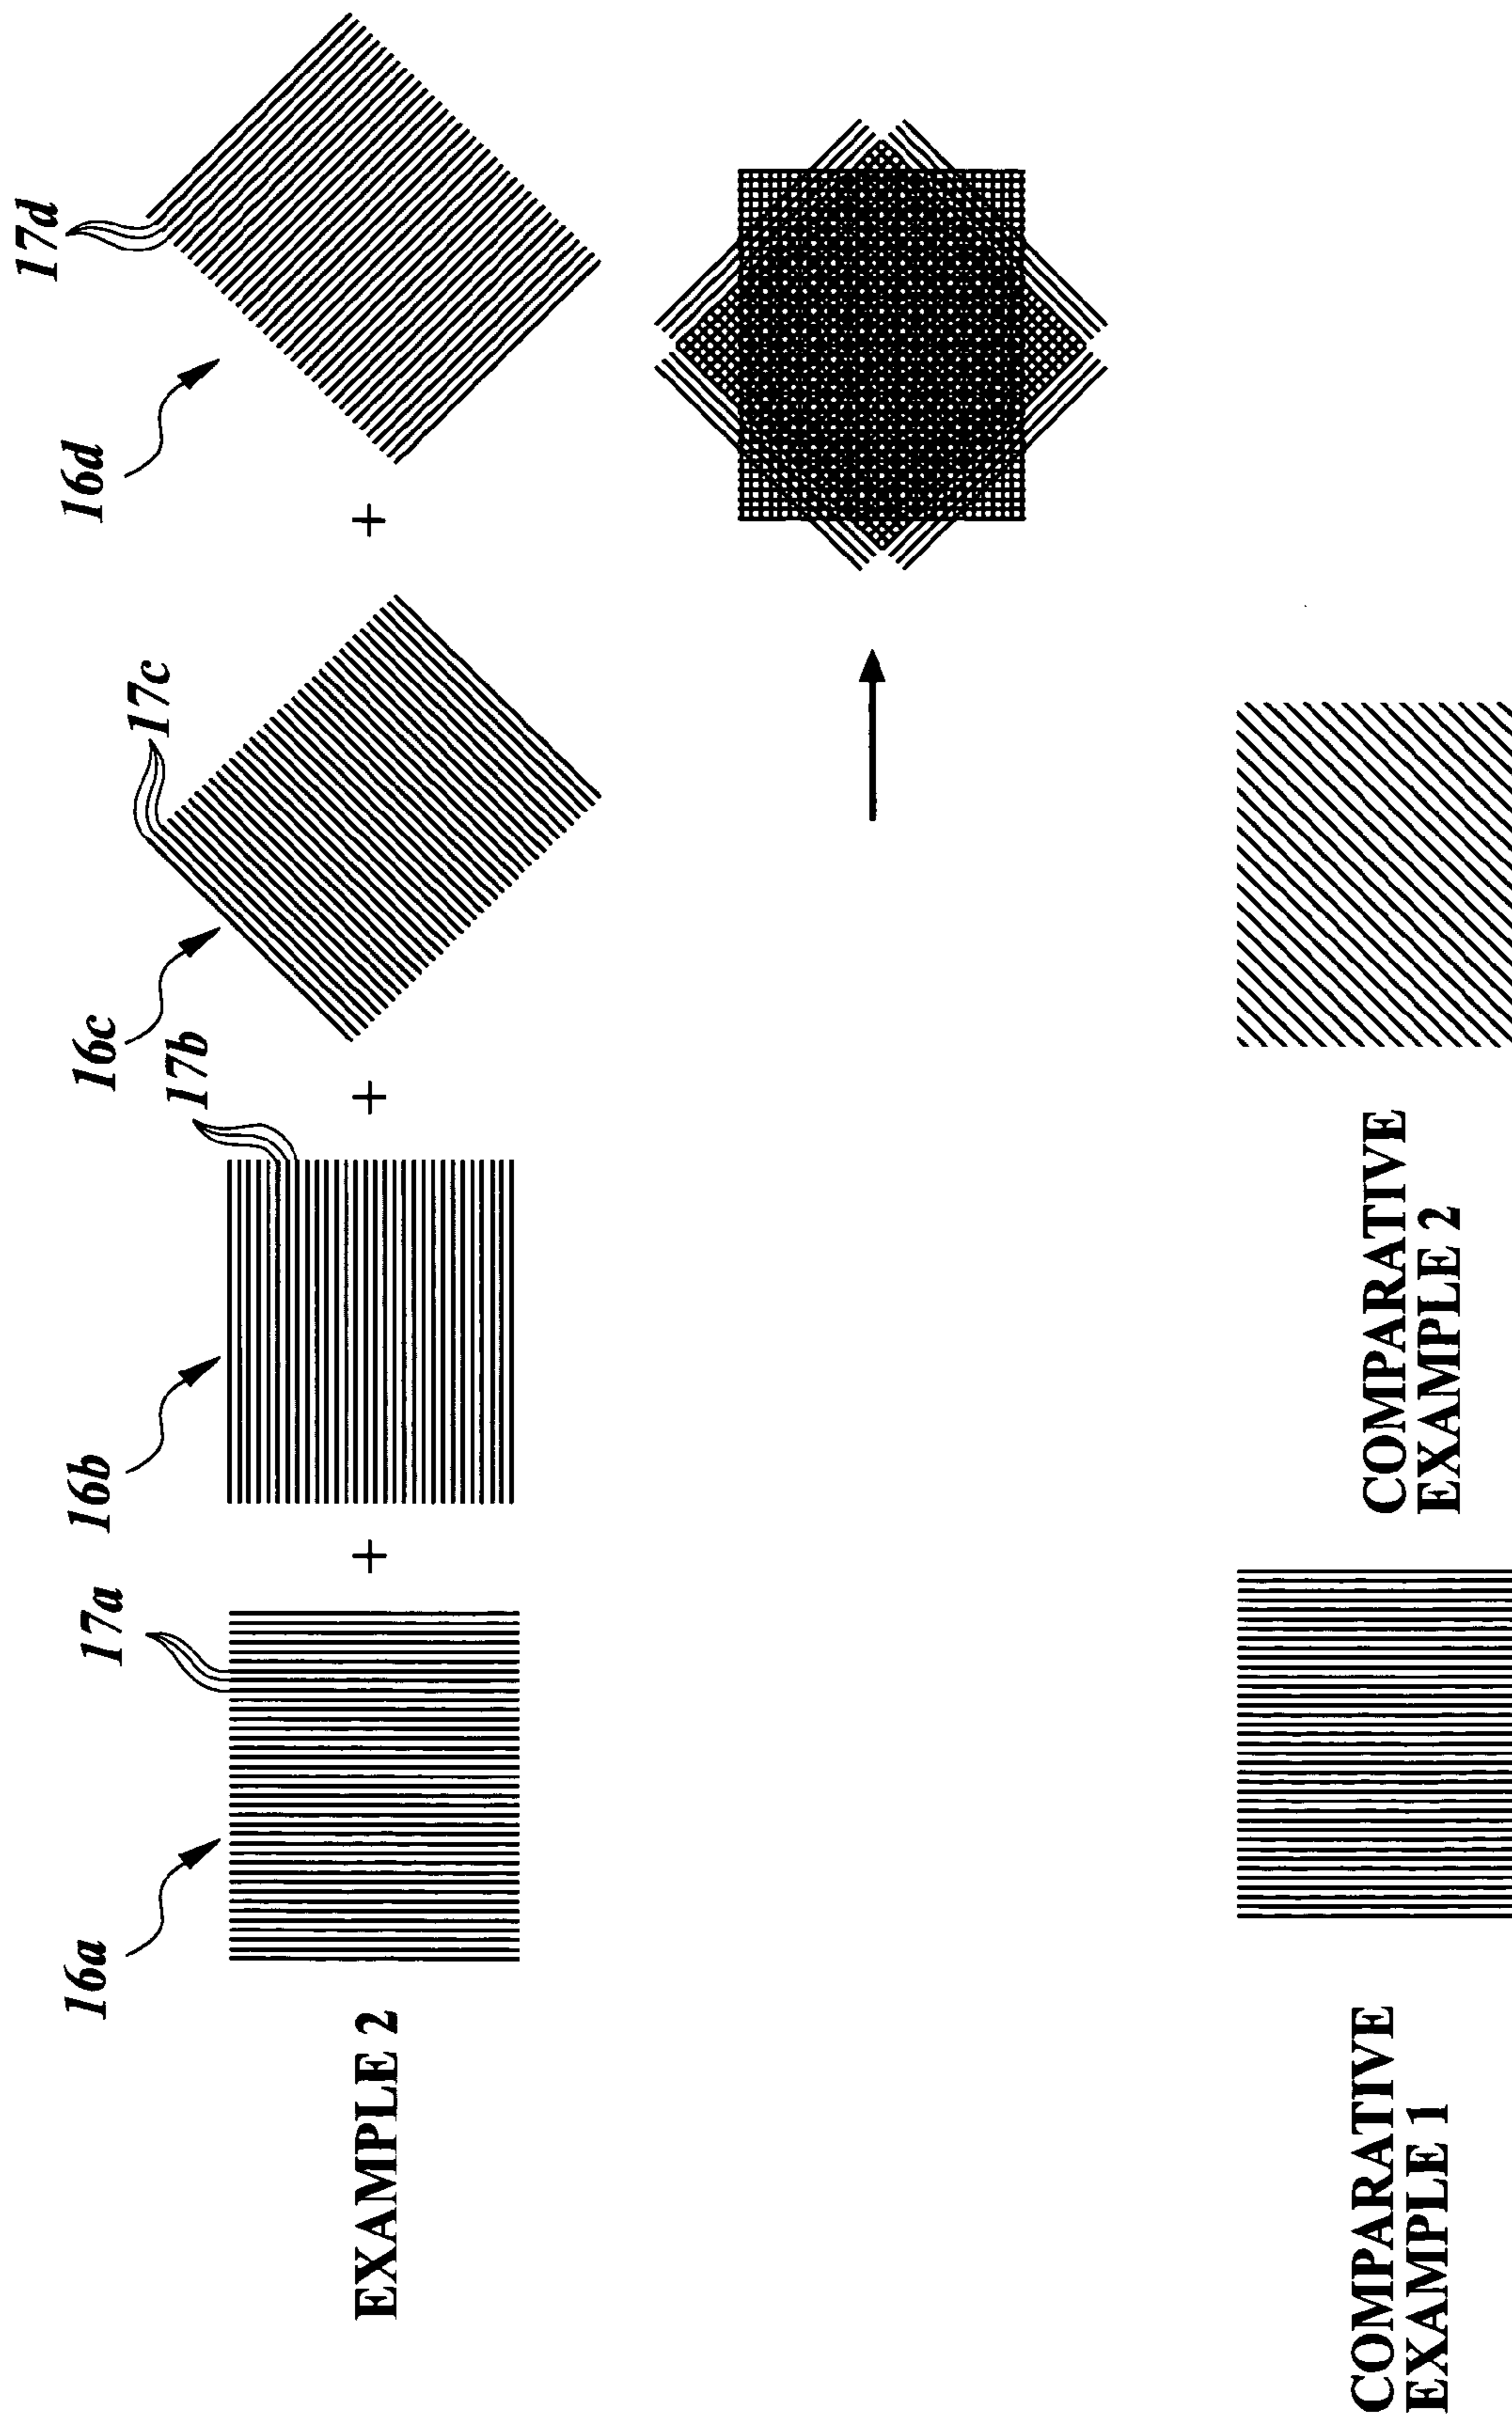 EXAMPLE 2
16a
17a
+
16b
17b
+
16c
17c
+
16d
17d
COMPARATIVE
EXAMPLE 1
COMPARATIVE
EXAMPLE 2